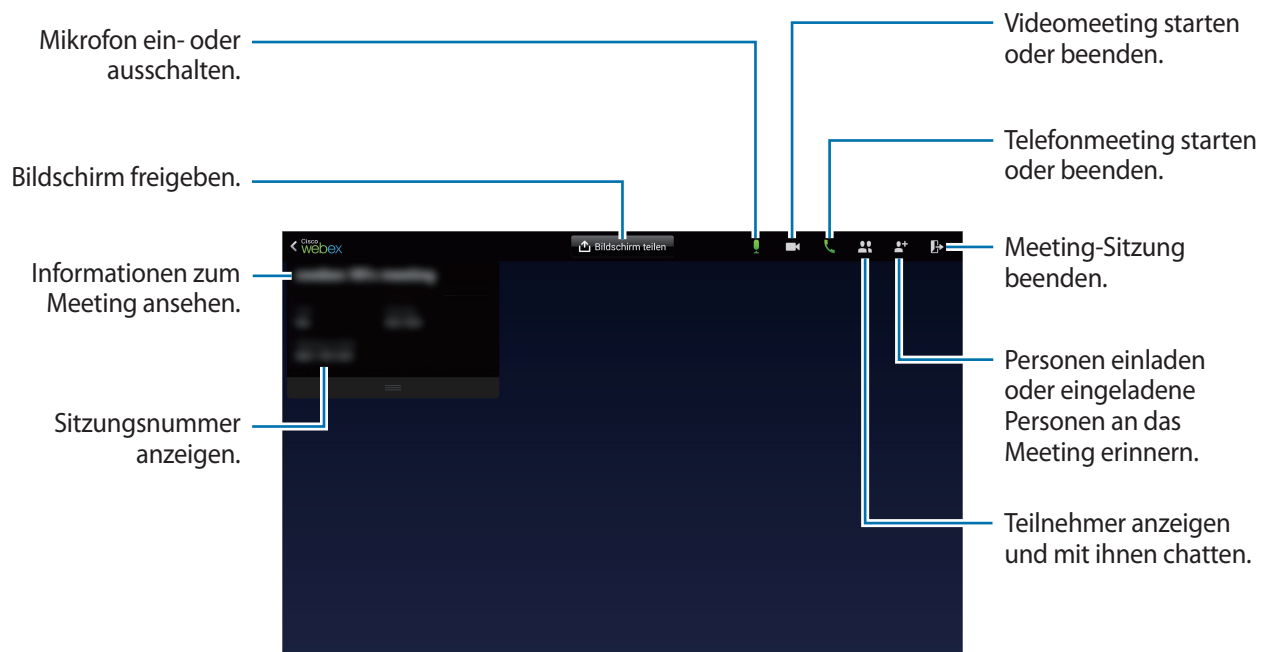 Mikrofon ein- oder
ausschalten.
Bildschirm freigeben.
Informationen zum
Meeting ansehen.
Sitzungsnummer
anzeigen.
Cisco
webex
Bildschirm teilen
Videomeeting starten
oder beenden.
Telefonmeeting starten
oder beenden.
Meeting-Sitzung
beenden.
Personen einladen
oder eingeladene
Personen an das
Meeting erinnern.
Teilnehmer anzeigen
und mit ihnen chatten.